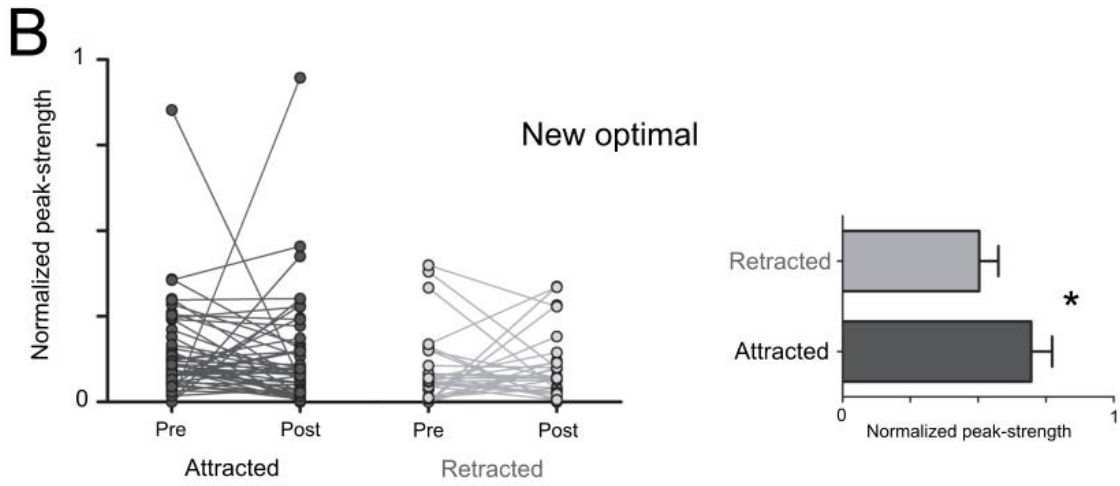 B
1
Normalized peak-strength
0
Pre
Post
Pre
Post
Attracted
Retracted
New optimal
Retracted
Attracted
*
0
1
Normalized peak-strength